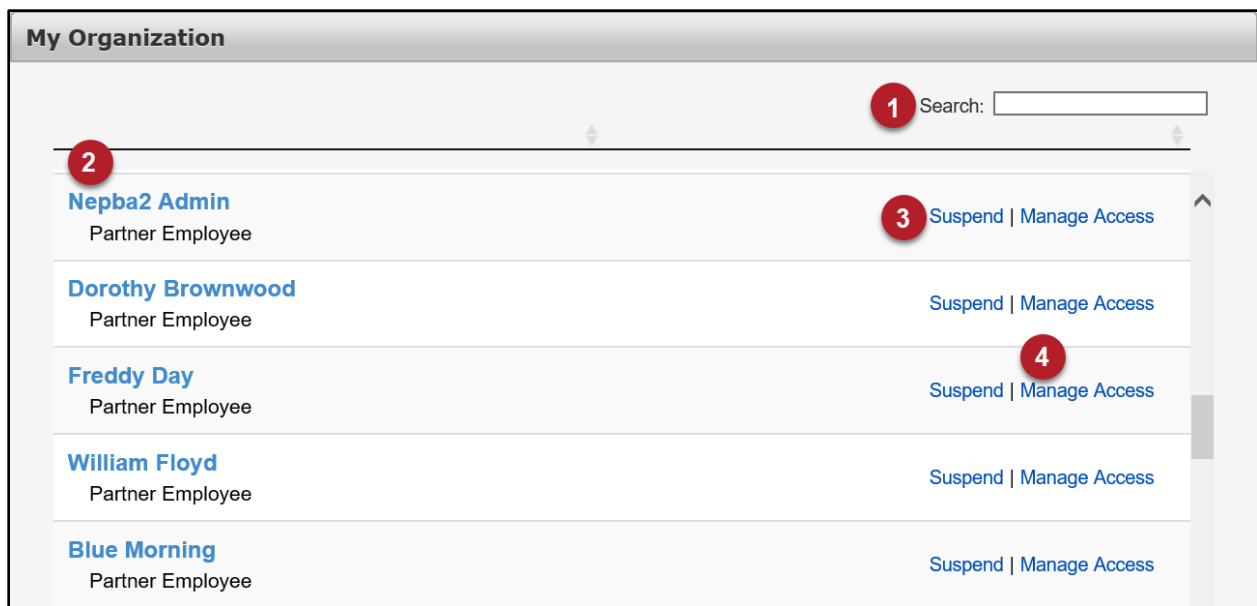 My Organization
1 Search:
2
Nepba2 Admin
Partner Employee
3 Suspend | Manage Access
Dorothy Brownwood
Partner Employee
Suspend | Manage Access
4
Freddy Day
Partner Employee
Suspend | Manage Access
William Floyd
Partner Employee
Suspend | Manage Access
Blue Morning
Partner Employee
Suspend | Manage Access